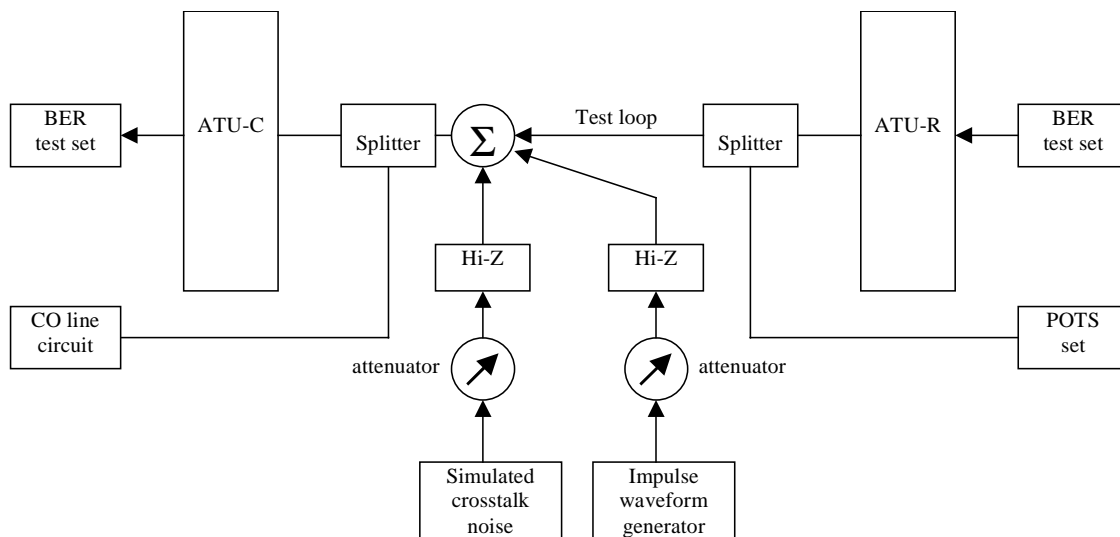 BER
test set
ATU-C
Splitter
Σ
Test loop
Splitter
ATU-R
BER
test set
Hi-Z
Hi-Z
CO line
circuit
POTS
set
attenuator
attenuator
Simulated
crosstalk
noise
Impulse
waveform
generator